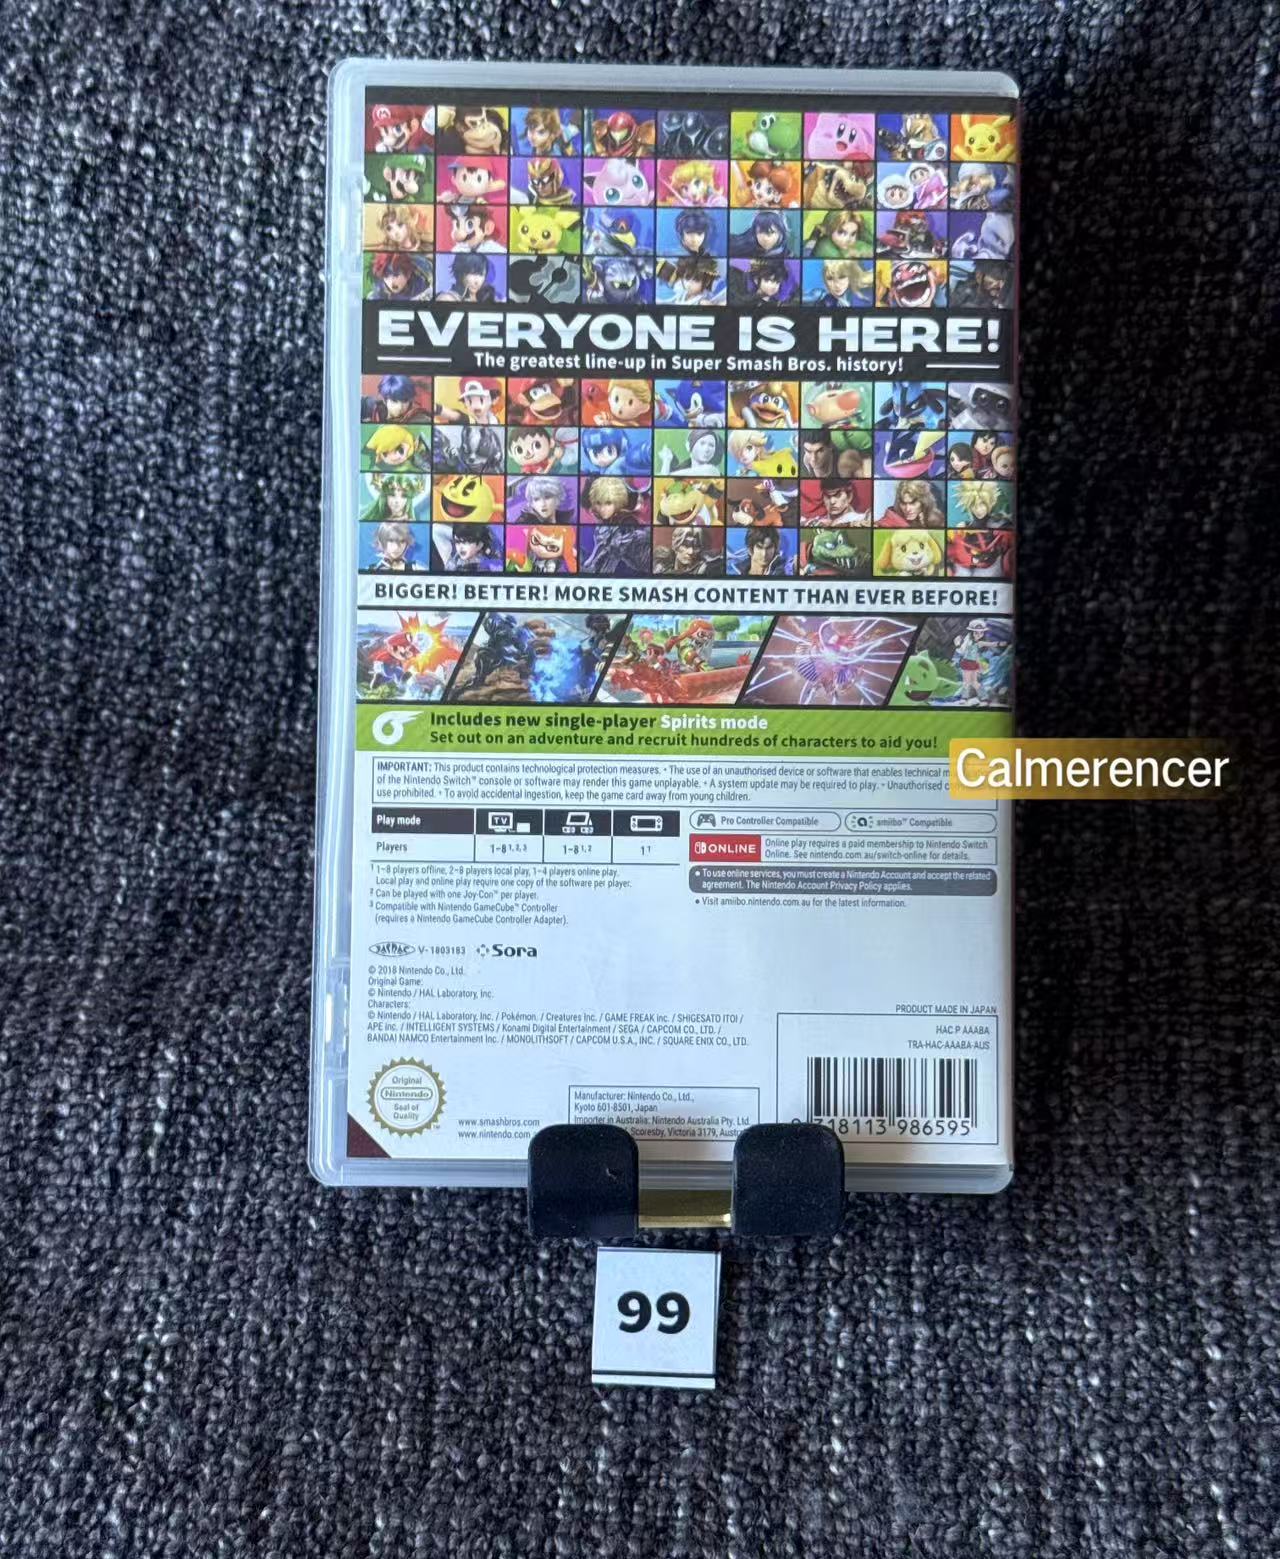 EVERYONE IS HERE!
The greatest line-up in Super Smash Bros. history!
BIGGER! BETTER! MORE SMASH CONTENT THAN EVER BEFORE!
Includes new single-player Spirits mode
Set out on an adventure and recruit hundreds of characters to aid you!
Calmerencer
IMPORTANT: This product contains technological protection measures. • The use of an unauthorised device or software that enables technical
of the Nintendo Switch™ console or software may render this game unplayable. • A system update may be required to play. • Unauthorised
use prohibited. • To avoid accidental ingestion, keep the game card away from young children.
Play mode TV
Players 1-8 1, 2, 3 1-8 1, 2 1 1
Pro Controller Compatible amiibo™ Compatible
ONLINE
Online play requires a paid membership to Nintendo Switch
Online. See nintendo.com.au/switch-online for details.
• To use online services, you must create a Nintendo Account and accept the related
agreement. The Nintendo Account Privacy Policy applies.
• Visit amiibo.nintendo.com.au for the latest information.
1 1-8 players offline, 2-8 players local play, 1-4 players online play.
Local play and online play require one copy of the software per player.
2 Can be played with one Joy-Con™ per player.
3 Compatible with Nintendo GameCube™ Controller
(requires a Nintendo GameCube Controller Adapter).
JASRAC V-1803183 Sora
© 2018 Nintendo Co., Ltd.
Original Game:
© Nintendo / HAL Laboratory, Inc.
Characters:
© Nintendo / HAL Laboratory, Inc. / Pokémon. / Creatures Inc. / GAME FREAK inc. / SHIGESATO ITOI /
APE inc. / INTELLIGENT SYSTEMS / Konami Digital Entertainment / SEGA / CAPCOM CO., LTD. /
BANDAI NAMCO Entertainment Inc. / MONOLITHSOFT / CAPCOM U.S.A., INC. / SQUARE ENIX CO., LTD.
PRODUCT MADE IN JAPAN
HAC P AAABA
TRA-HAC-AAABA-AUS
318113 986595
Original
Nintendo
Seal of
Quality
www.smashbros.com
www.nintendo.com
Manufacturer: Nintendo Co., Ltd.,
Kyoto 601-8501, Japan
Importer in Australia: Nintendo Australia Pty. Ltd.
Scoresby, Victoria 3179,
99